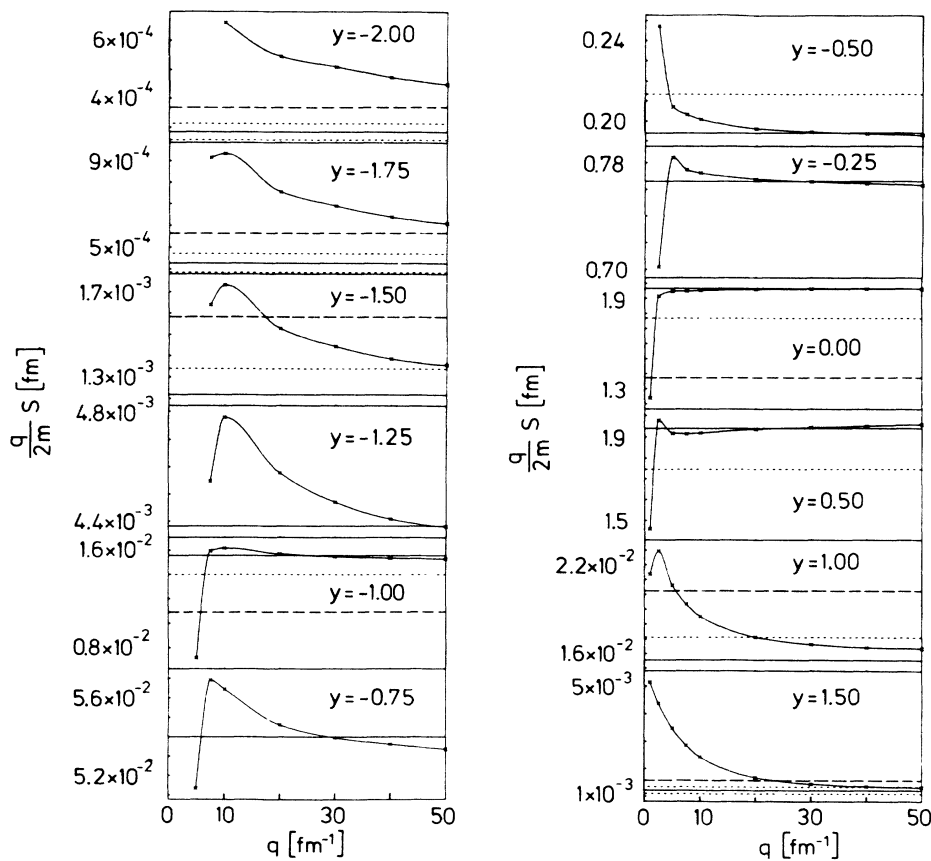 6×10⁻⁴
y=-2.00
4×10⁻⁴
9×10⁻⁴
y=-1.75
5×10⁻⁴
1.7×10⁻³
y=-1.50
1.3×10⁻³
4.8×10⁻³
y=-1.25
4.4×10⁻³
1.6×10⁻²
y=-1.00
0.8×10⁻²
5.6×10⁻²
y=-0.75
5.2×10⁻²
q/2m S [fm]
0 10 20 30 40 50
q [fm⁻¹]
0.24
y=-0.50
0.20
0.78
y=-0.25
0.70
1.9
y=0.00
1.3
1.9
y=0.50
1.5
2.2×10⁻²
y=1.00
1.6×10⁻²
5×10⁻³
y=1.50
1×10⁻³
q/2m S [fm]
0 10 20 30 40 50
q [fm⁻¹]